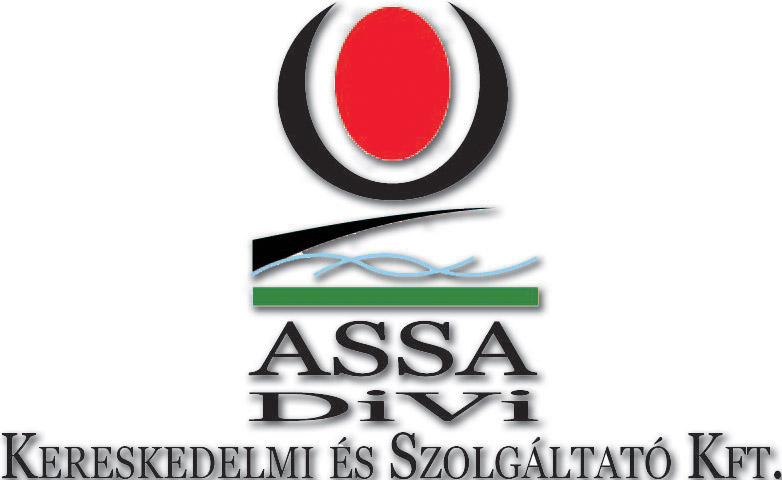 ASSA
DiVi
KERESKEDELMI ÉS SZOLGÁLTATÓ KFT.